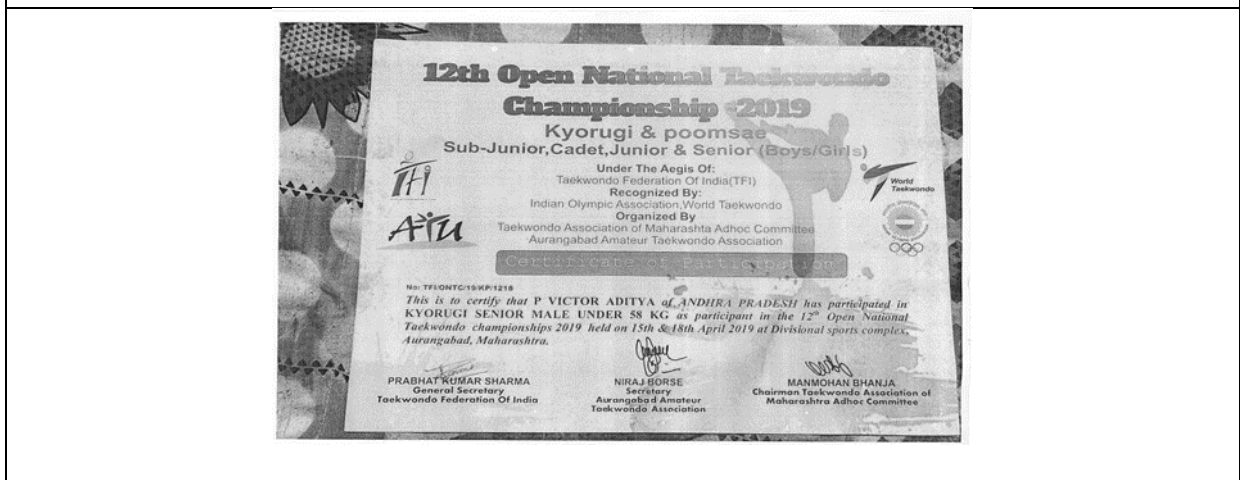 12th Open National Taekwondo
Championship -2019
Kyorugi & poomsae
Sub-Junior,Cadet,Junior & Senior (Boys/Girls)
Under The Aegis Of:
Taekwondo Federation Of India(TFI)
Recognized By:
Indian Olympic Association,World Taekwondo
Organized By
Taekwondo Association of Maharashta Adhoc Committee
Aurangabad Amateur Taekwondo Association
TFI
ATU
World
Taekwondo
Certificate of Participation
No: TFI/ONTC/19/KP/1216
This is to certify that P VICTOR ADITYA of ANDHRA PRADESH has participated in
KYORUGI SENIOR MALE UNDER 58 KG as participant in the 12th Open National
Taekwondo championships 2019 held on 15th & 18th April 2019 at Divisional sports complex,
Aurangabad, Maharashtra.
PRABHAT KUMAR SHARMA
General Secretary
Taekwondo Federation Of India
NIRAJ BORSE
Secretary
Aurangabad Amateur
Taekwondo Association
MANMOHAN BHANJA
Chairman Taekwondo Association of
Maharashtra Adhoc Committee